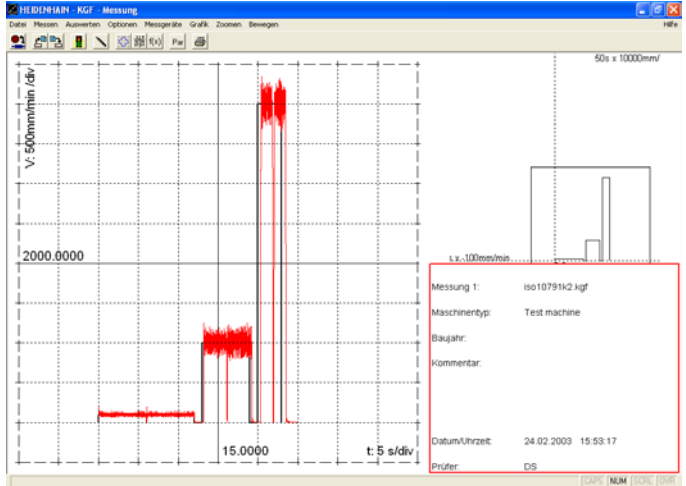 HEIDENHAIN - KGF - Messung
Datei Messen Auswerten Optionen Messgeräte Grafik Zoomen Bewegen Hilfe
f(x) Par
50s x 10000mm/
V: 500mm/min /div
2000.0000
15.0000 t: 5 s/div
Messung 1: iso10791k2.kgf
Maschinentyp: Test machine
Baujahr:
Kommentar:
Datum/Uhrzeit: 24.02.2003 15:53:17
Prüfer: DS
CAPS NUM SCRL OVR